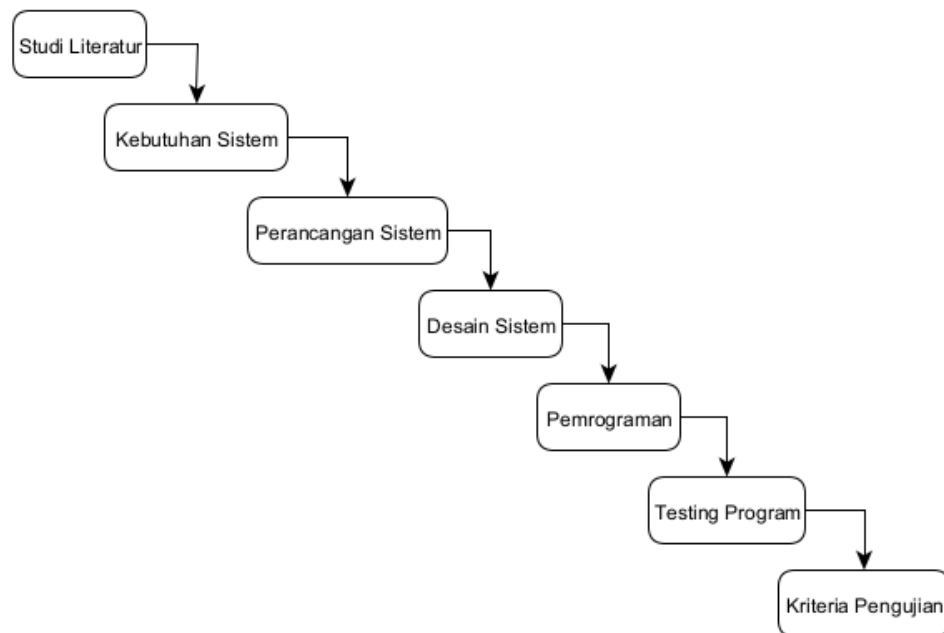 Studi Literatur
Kebutuhan Sistem
Perancangan Sistem
Desain Sistem
Pemrograman
Testing Program
Kriteria Pengujian